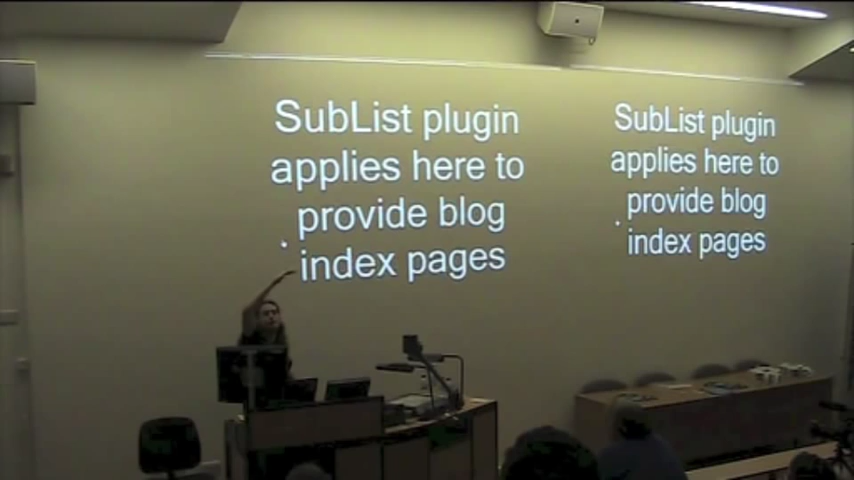 SubList plugin
applies here to
provide blog
index pages
SubList plugin
applies here to
provide blog
index pages